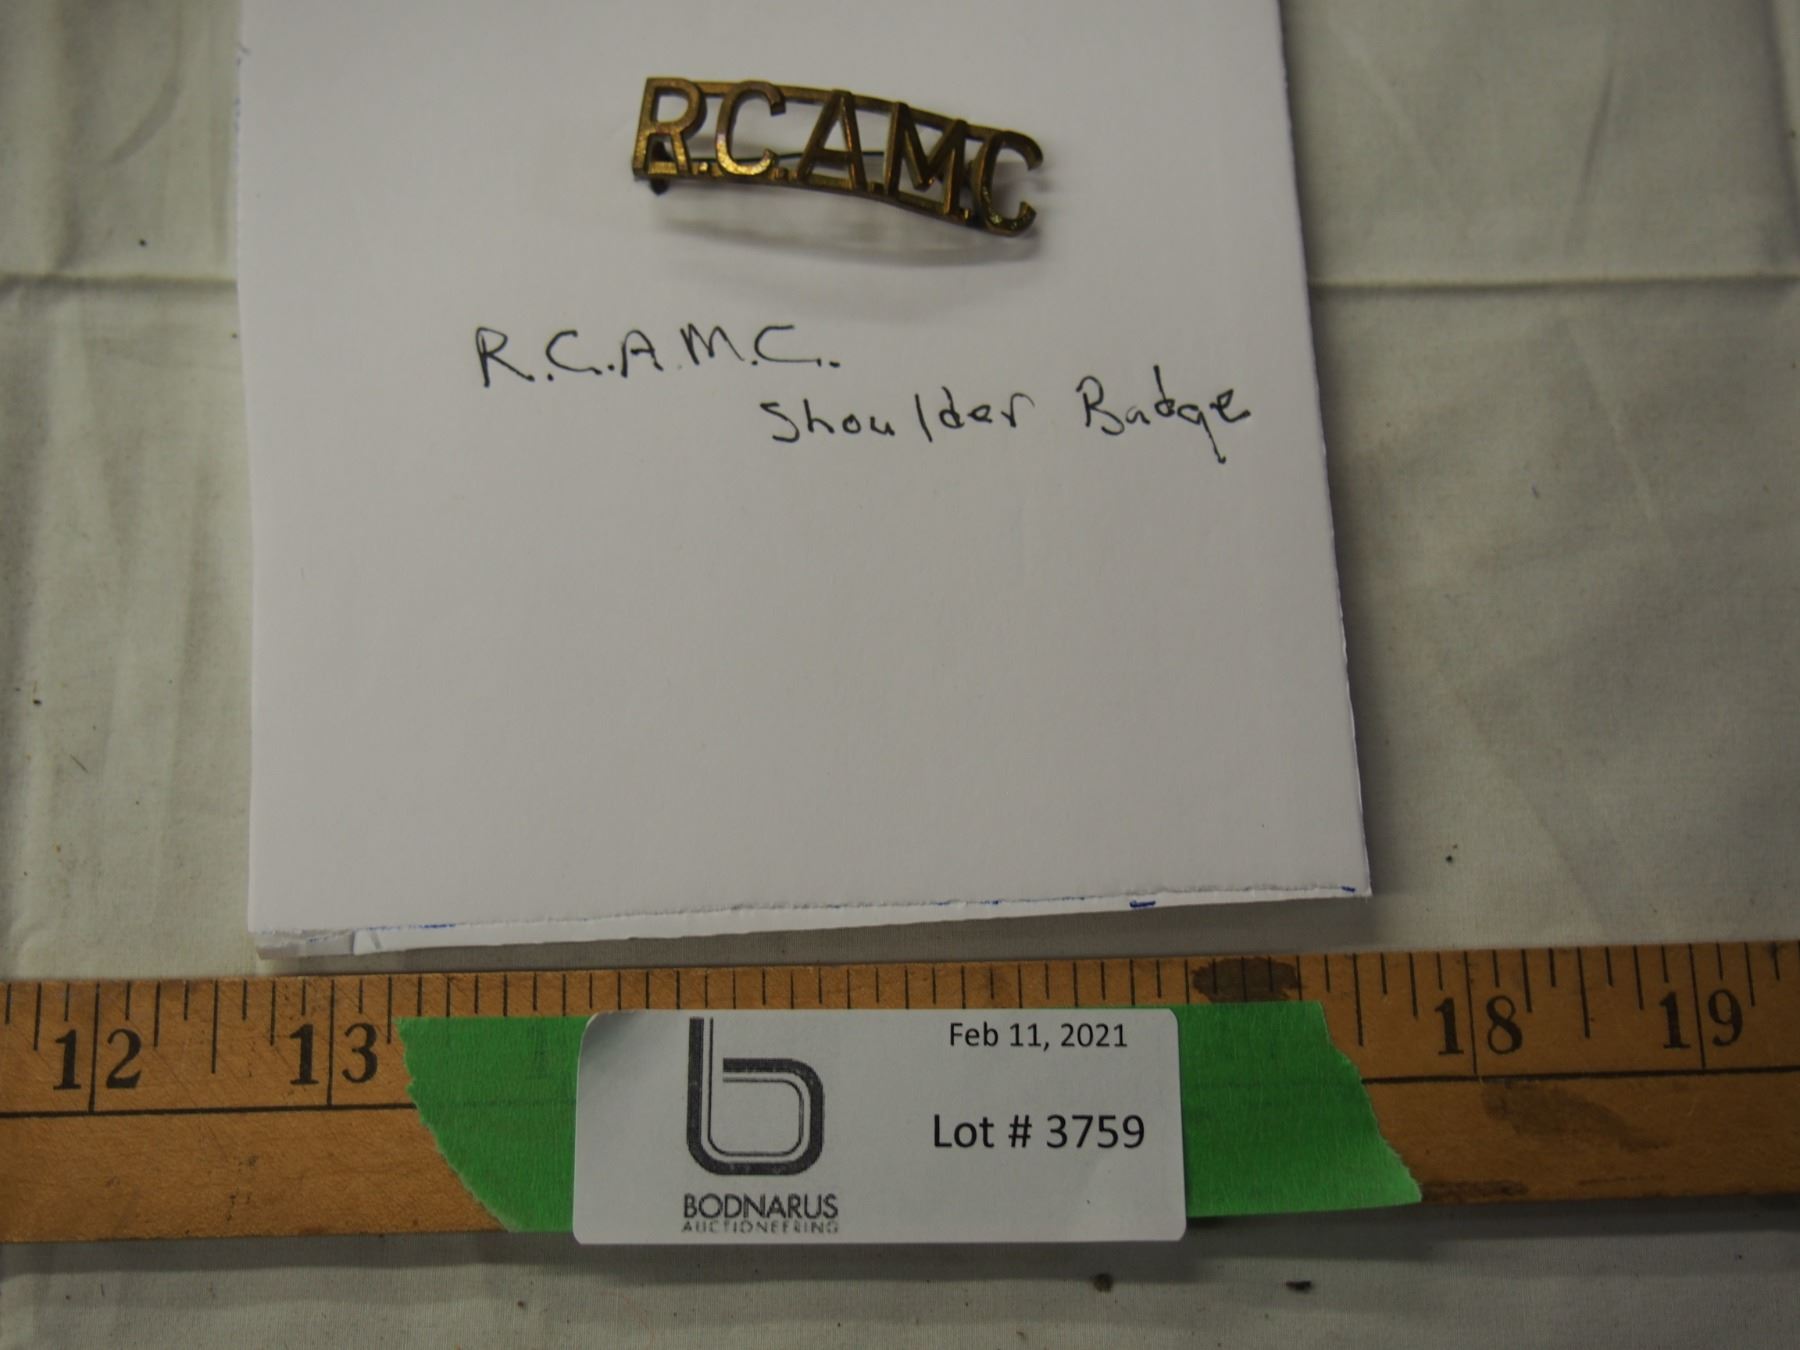 R.C.A.M.C
R.C.A.M.C.
Shoulder Badge
12 13 18 19
Feb 11, 2021
Lot # 3759
BODNARUS
AUCTIONEERING